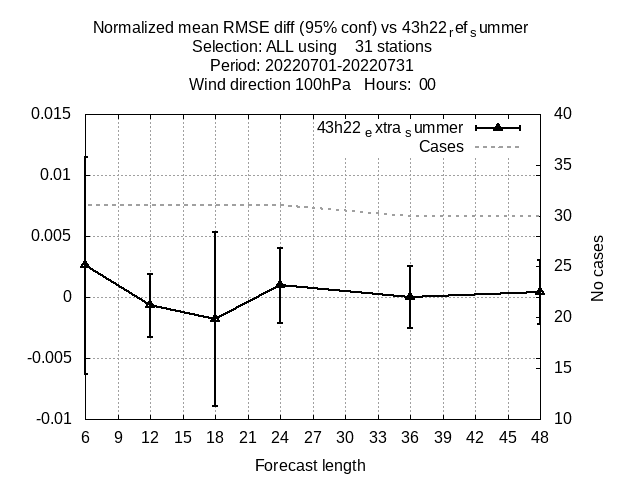 Normalized mean RMSE diff (95% conf) vs 43h22refsummer
Selection: ALL using 31 stations
Period: 20220701-20220731
Wind direction 100hPa Hours: 00
43h22extrasummer
Cases
0.015
0.01
0.005
0
-0.005
-0.01
40
35
30
25
20
15
10
No cases
6 9 12 15 18 21 24 27 30 33 36 39 42 45 48
Forecast length